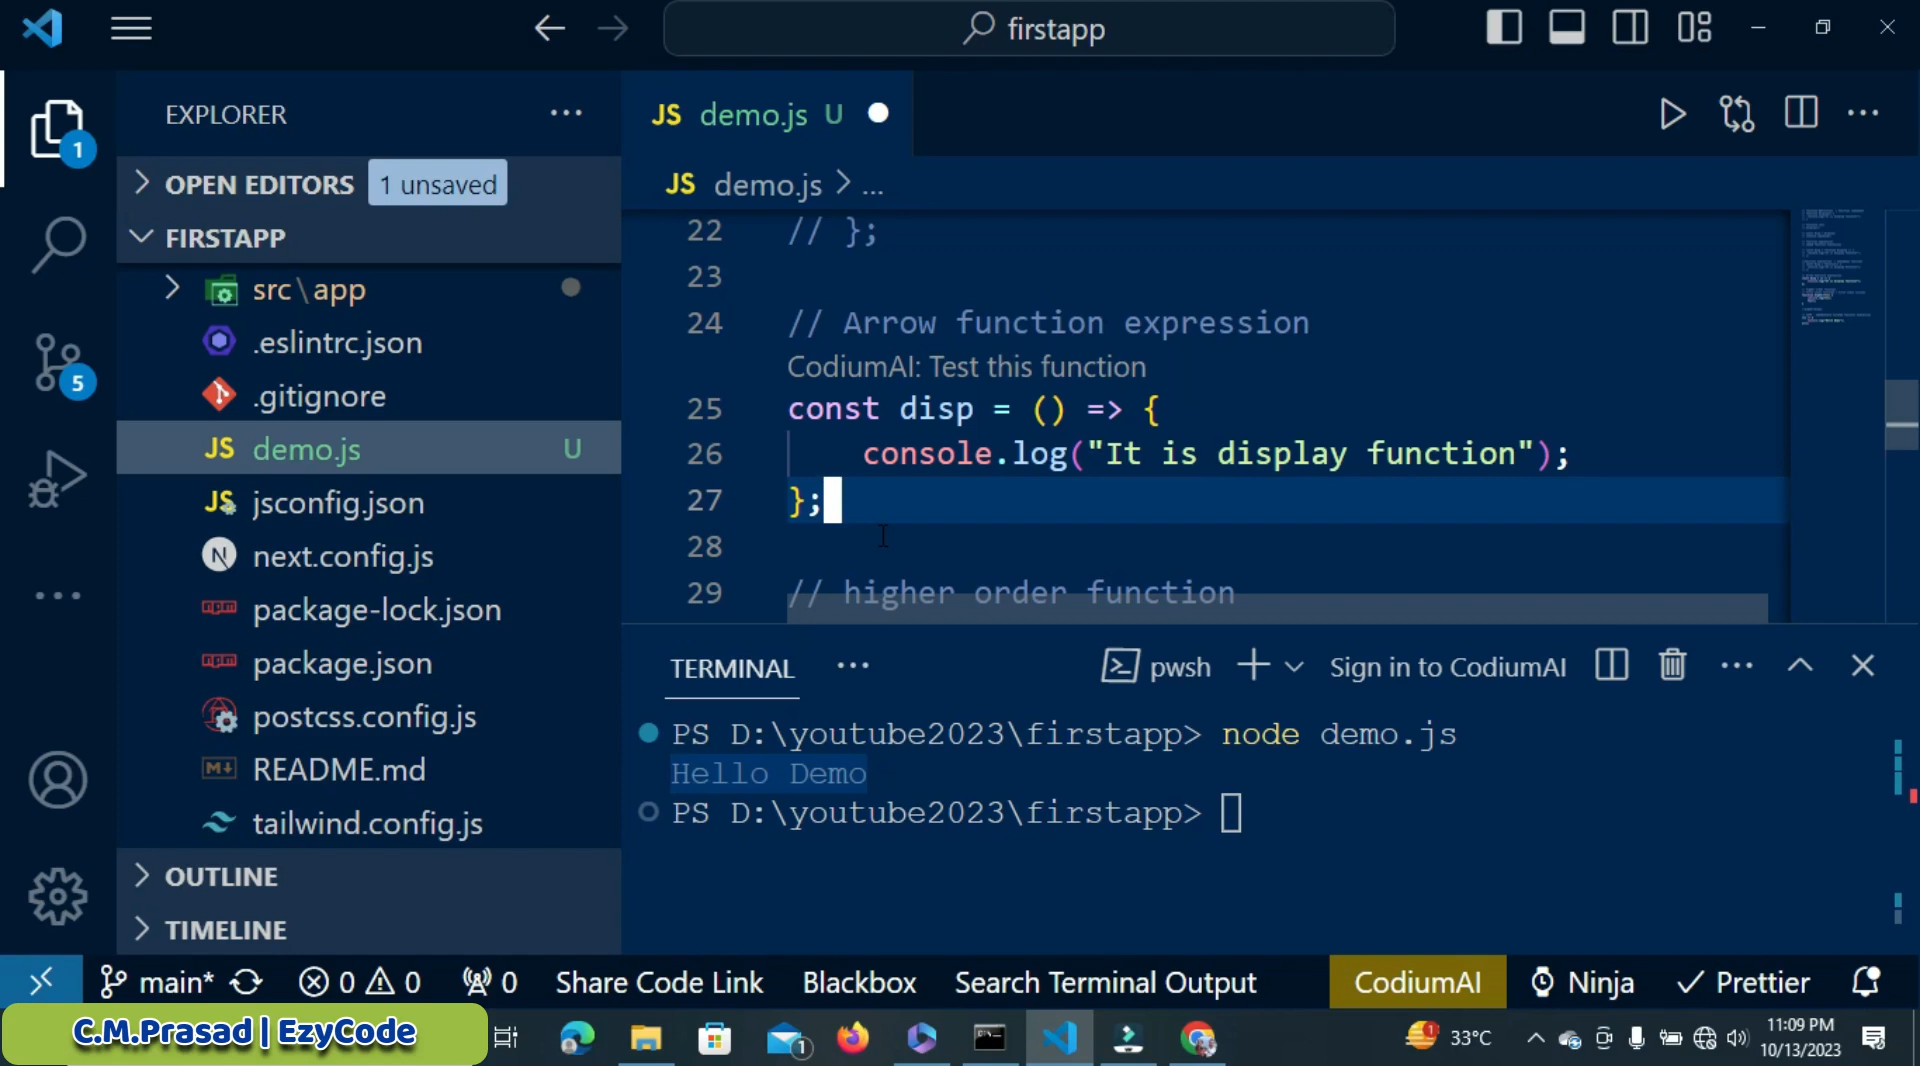 firstapp
EXPLORER
JS demo.js U
1
OPEN EDITORS 1 unsaved
JS demo.js > ...
FIRSTAPP
22 // };
23
src\app
24 // Arrow function expression
.eslintrc.json
CodiumAI: Test this function
5
.gitignore
25 const disp = () => {
JS demo.js U
26 console.log("It is display function");
JS jsconfig.json
27 };
N next.config.js
28
package-lock.json
29 // higher order function
package.json
TERMINAL
pwsh
Sign in to CodiumAI
postcss.config.js
PS D:\youtube2023\firstapp> node demo.js
README.md
Hello Demo
tailwind.config.js
PS D:\youtube2023\firstapp>
OUTLINE
TIMELINE
main* 0 0 0 Share Code Link Blackbox Search Terminal Output CodiumAI Ninja Prettier
C.M.Prasad | EzyCode
1
1
33°C
11:09 PM
10/13/2023